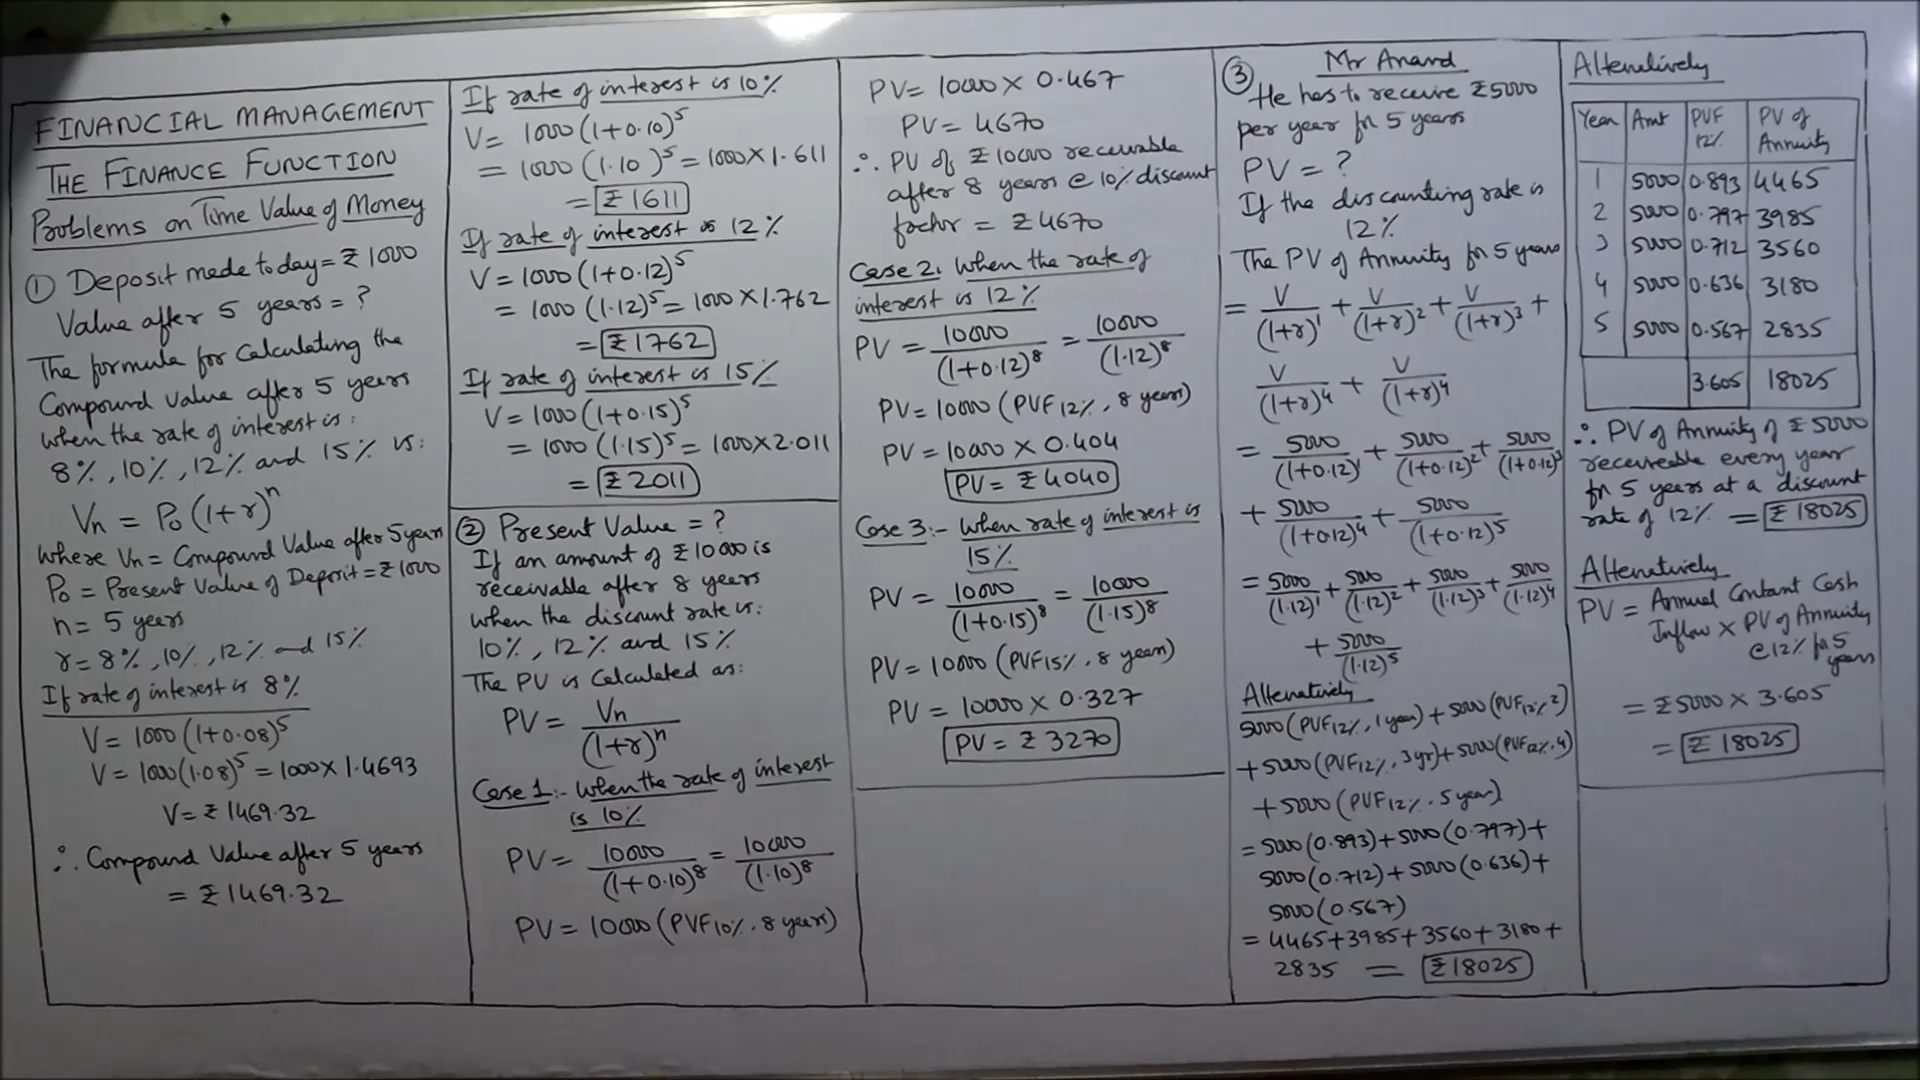 FINANCIAL MANAGEMENT
THE FINANCE FUNCTION
Problems on Time Value of Money
① Deposit made today = ₹ 1000
Value after 5 years = ?
The formula for Calculating the
Compound value after 5 years
when the rate of interest is:
8%, 10%, 12% and 15% is:
Vn = P₀ (1+r)ⁿ
Where Vn = Compound Value after 5 years
P₀ = Present Value of Deposit = ₹ 1000
n = 5 years
r = 8%, 10%, 12% and 15%
If rate of interest is 8%
V = 1000 (1+0.08)⁵
V = 1000 (1.08)⁵ = 1000 × 1.4693
V = ₹ 1469.32
∴ Compound Value after 5 years
= ₹ 1469.32
If rate of interest is 10%
V = 1000 (1+0.10)⁵
= 1000 (1.10)⁵ = 1000 × 1.611
= ₹ 1611
If rate of interest is 12%
V = 1000 (1+0.12)⁵
= 1000 (1.12)⁵ = 1000 × 1.762
= ₹ 1762
If rate of interest is 15%
V = 1000 (1+0.15)⁵
= 1000 (1.15)⁵ = 1000 × 2.011
= ₹ 2011
② Present Value = ?
If an amount of ₹ 10000 is
receivable after 8 years
when the discount rate is:
10%, 12% and 15%
The PV is Calculated as:
PV = Vn / (1+r)ⁿ
Case 1:- When the rate of interest
is 10%
PV = 10000 / (1+0.10)⁸ = 10000 / (1.10)⁸
PV = 10000 (PVF 10%, 8 years)
PV = 10000 × 0.467
PV = 4670
∴ PV of ₹ 10000 receivable
after 8 years @ 10% discount
factor = ₹ 4670
Case 2: When the rate of
interest is 12%
PV = 10000 / (1+0.12)⁸ = 10000 / (1.12)⁸
PV = 10000 (PVF 12%, 8 years)
PV = 10000 × 0.404
PV = ₹ 4040
Case 3:- When rate of interest is
15%
PV = 10000 / (1+0.15)⁸ = 10000 / (1.15)⁸
PV = 10000 (PVF 15%, 8 years)
PV = 10000 × 0.327
PV = ₹ 3270
③ Mr Anand
He has to receive ₹ 5000
per year for 5 years
PV = ?
If the discounting rate is
12%
The PV of Annuity for 5 years
= V / (1+r)¹ + V / (1+r)² + V / (1+r)³ +
V / (1+r)⁴ + V / (1+r)⁴
= 5000 / (1+0.12)¹ + 5000 / (1+0.12)² + 5000 / (1+0.12)³
+ 5000 / (1+0.12)⁴ + 5000 / (1+0.12)⁵
= 5000 / (1.12)¹ + 5000 / (1.12)² + 5000 / (1.12)³ + 5000 / (1.12)⁴
+ 5000 / (1.12)⁵
Alternatively
5000 (PVF 12%, 1 year) + 5000 (PVF 12% 2)
+ 5000 (PVF 12%, 3 yr) + 5000 (PVF 12%, 4)
+ 5000 (PVF 12%, 5 year)
= 5000 (0.893) + 5000 (0.797) +
5000 (0.712) + 5000 (0.636) +
5000 (0.567)
= 4465 + 3985 + 3560 + 3180 +
2835 = ₹ 18025
Altenulively
Year Amt PVF 12% PV of Annuity
1 5000 0.893 4465
2 5000 0.797 3985
3 5000 0.712 3560
4 5000 0.636 3180
5 5000 0.567 2835
3.605 18025
∴ PV of Annuity of ₹ 5000
receiveable every year
for 5 years at a discount
rate of 12% = ₹ 18025
Altenatively
PV = Annual Contant Cash
Inflow × PV of Annuity
@ 12% for 5
years
= ₹ 5000 × 3.605
= ₹ 18025